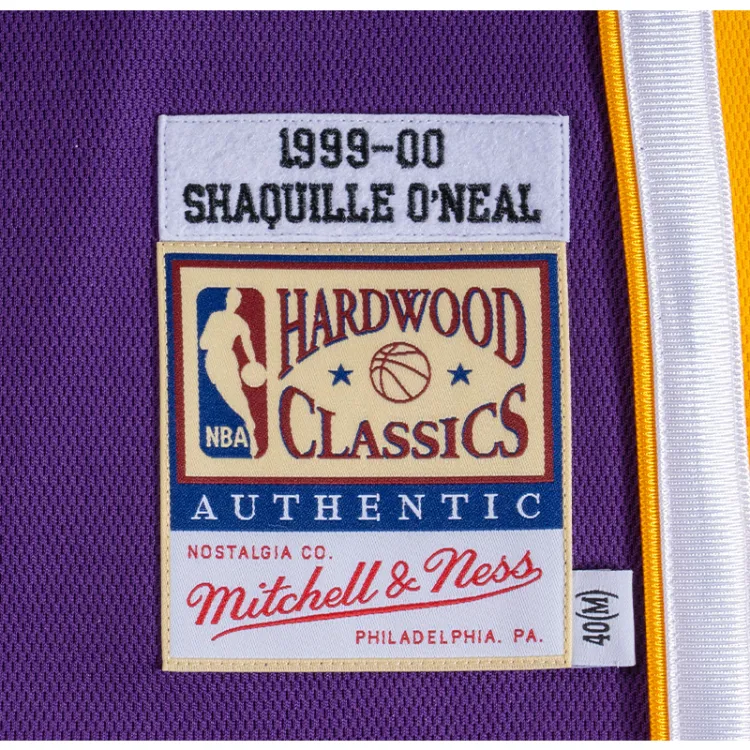 1999-00
SHAQUILLE O'NEAL
HARDWOOD
CLASSICS
NBA
AUTHENTIC
NOSTALGIA CO.
Mitchell & Ness
PHILADELPHIA. PA.
40(M)